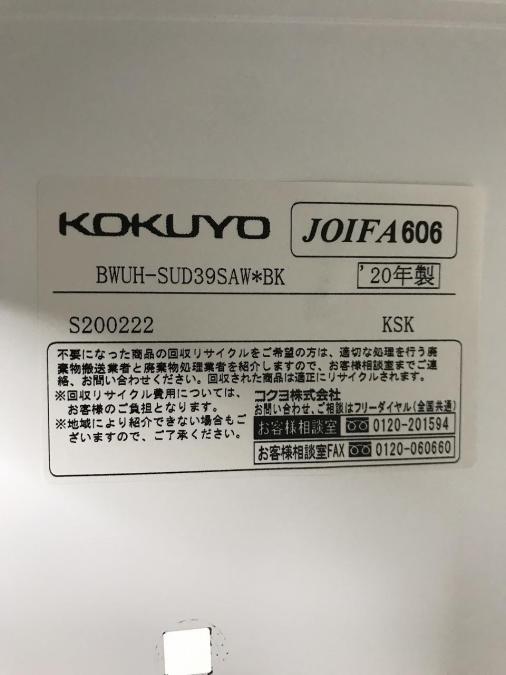 KOKUYO JOIFA606
BWUH-SUD39SAW*BK '20年製
S200222 KSK
不要になった商品の回収リサイクルをご希望の方は、適切な処理を行う廃
棄物搬送業者と廃棄物処理業者を紹介しますので、お客様相談室までご連
絡、お問い合わせください。回収された商品は適正にリサイクルされます。
※回収リサイクル費用については、
お客様のご負担となります。
※地域により紹介できない場合もご
ざいますので、ご了承ください。
コクヨ株式会社
お問い合わせ、ご相談はフリーダイヤル(全国共通)
お客様相談室 0120-201594
お客様相談室FAX 0120-060660